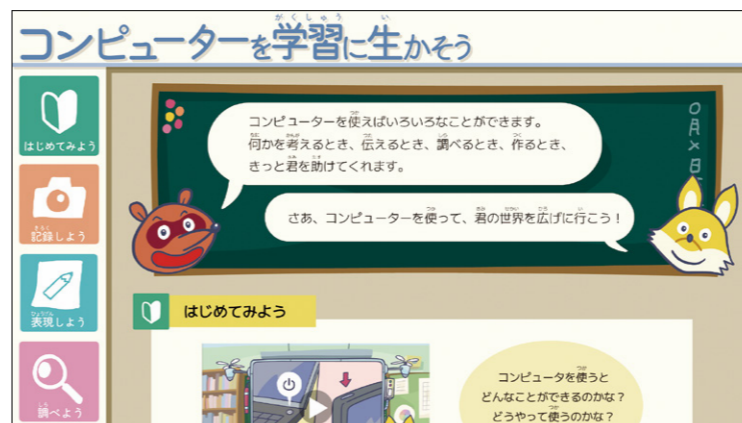 コンピューターを学習に生かそう
はじめてみよう
記録しよう
表現しよう
調べよう
コンピューターを使えばいろいろなことができます。
何かを考えるとき、伝えるとき、調べるとき、作るとき、
きっと君を助けてくれます。
さあ、コンピューターを使って、君の世界を広げに行こう！
はじめてみよう
コンピュータを使うと
どんなことができるのかな？
どうやって使うのかな？